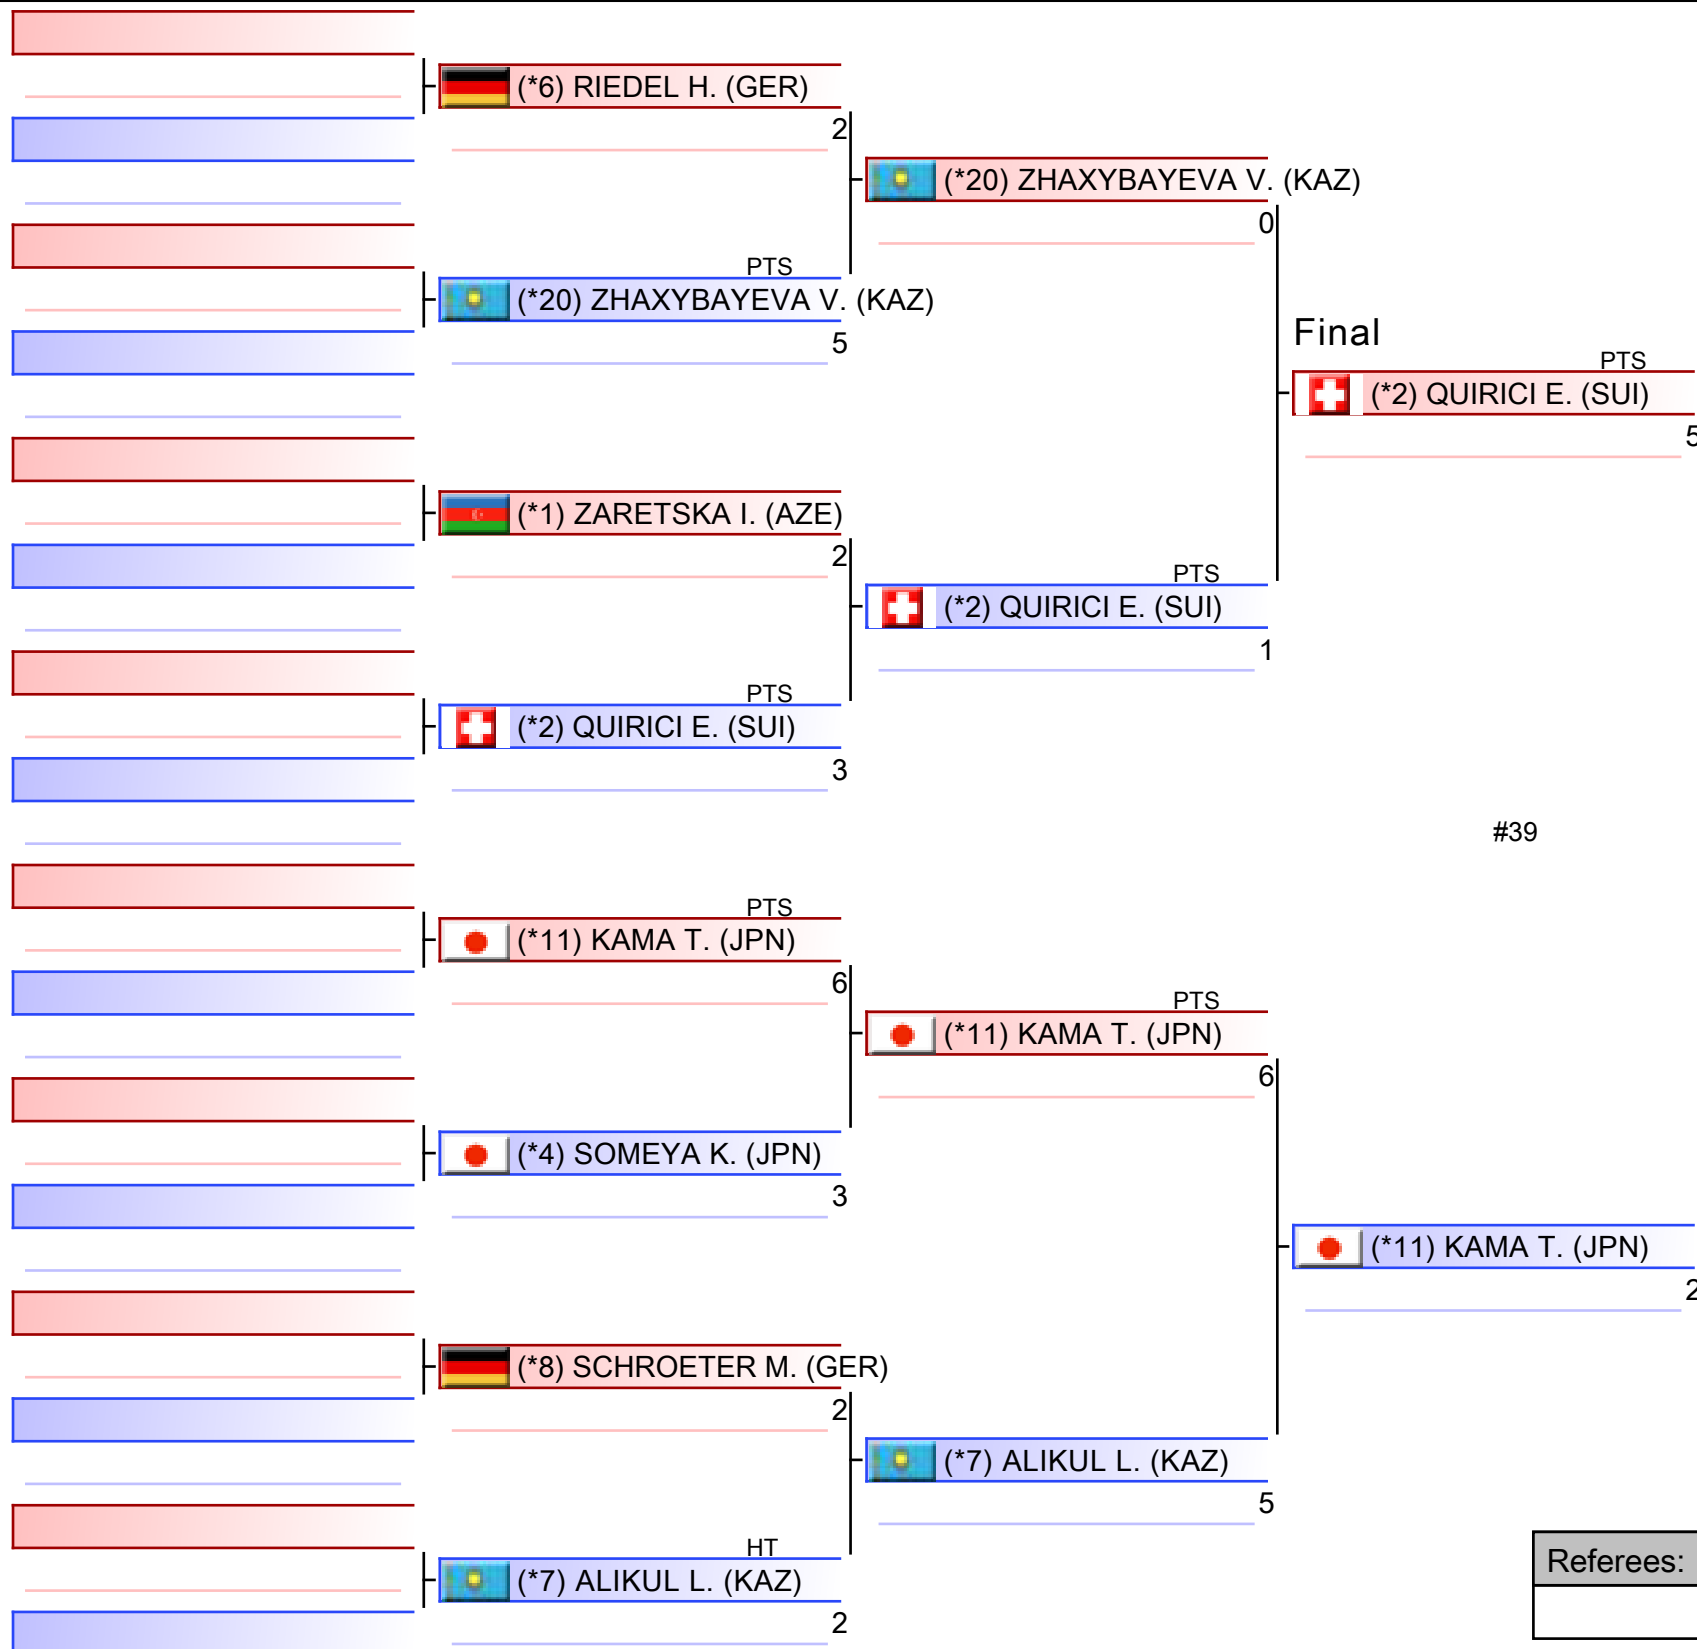 (*6) RIEDEL H. (GER)
2
(*20) ZHAXYBAYEVA V. (KAZ)
0
PTS
(*20) ZHAXYBAYEVA V. (KAZ)
5
Final
PTS
(*2) QUIRICI E. (SUI)
5
(*1) ZARETSKA I. (AZE)
2
PTS
(*2) QUIRICI E. (SUI)
1
PTS
(*2) QUIRICI E. (SUI)
3
#39
PTS
(*11) KAMA T. (JPN)
6
PTS
(*11) KAMA T. (JPN)
6
(*4) SOMEYA K. (JPN)
3
(*11) KAMA T. (JPN)
2
(*8) SCHROETER M. (GER)
2
(*7) ALIKUL L. (KAZ)
5
HT
(*7) ALIKUL L. (KAZ)
2
Referees: